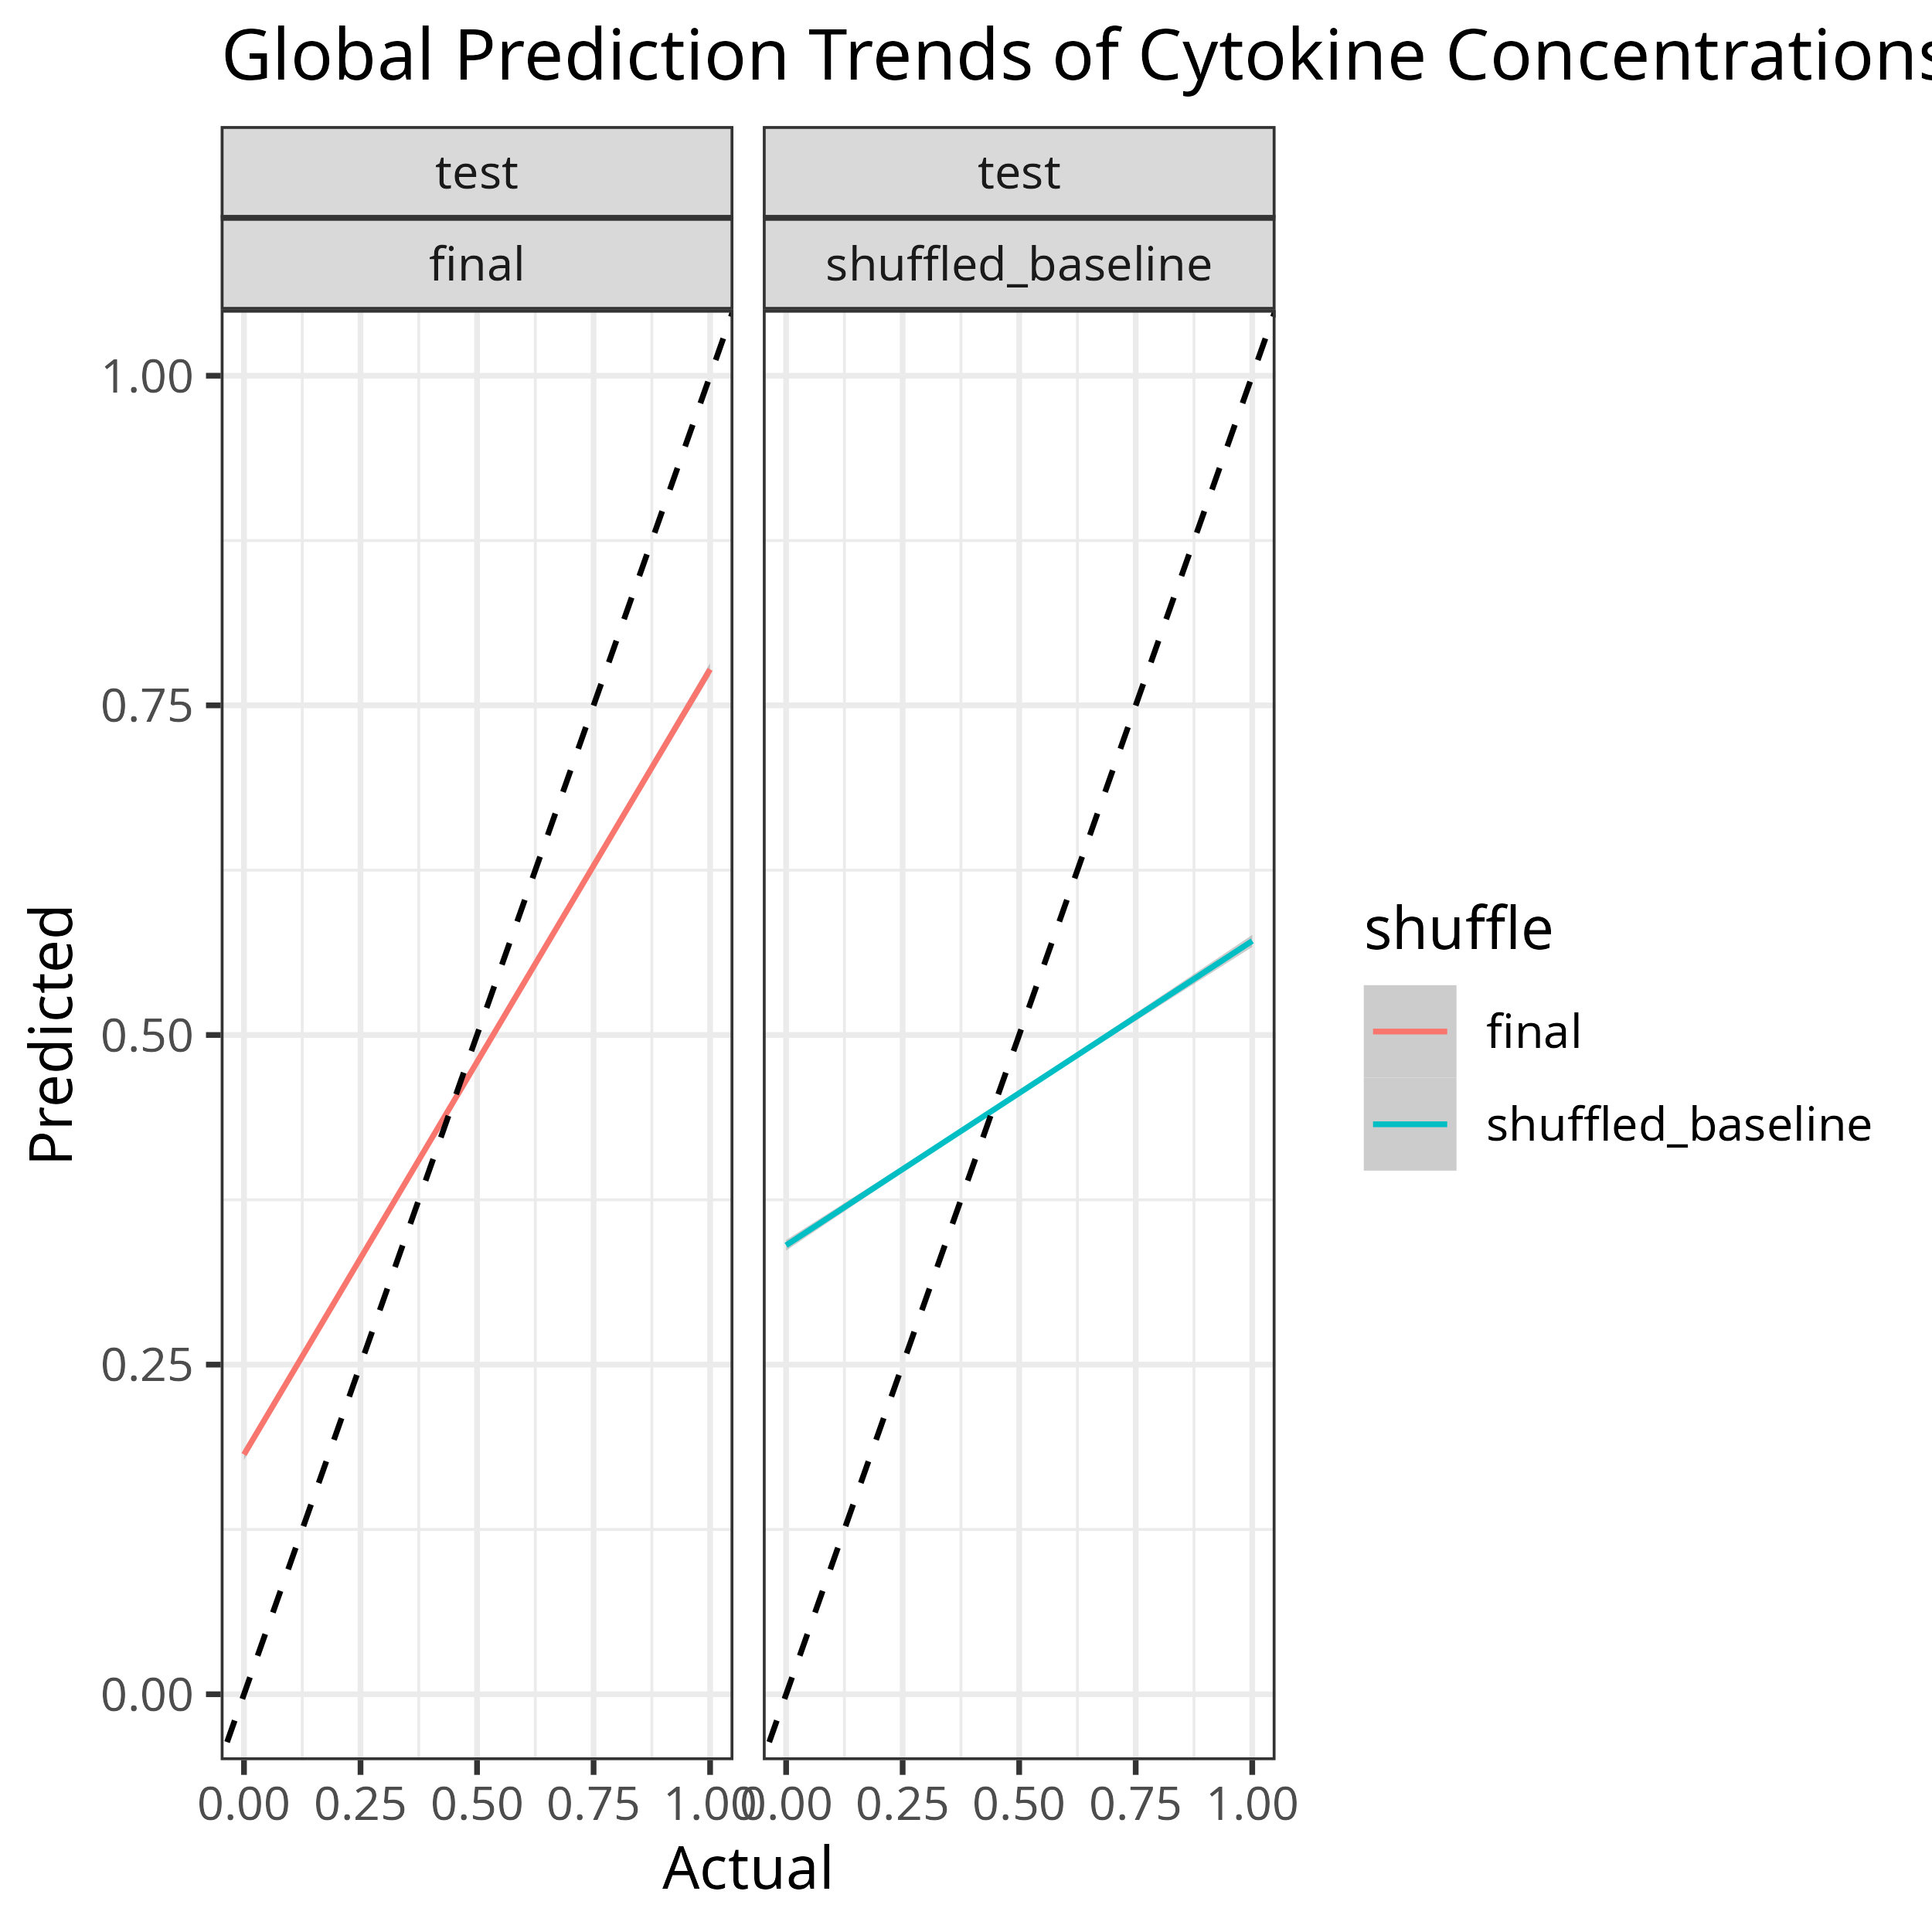 Global Prediction Trends of Cytokine Concentrations
test
test
final
shuffled_baseline
1.00
0.75
0.50
0.25
0.00
Predicted
0.00 0.25 0.50 0.75 1.00
0.00 0.25 0.50 0.75 1.00
Actual
shuffle
final
shuffled_baseline